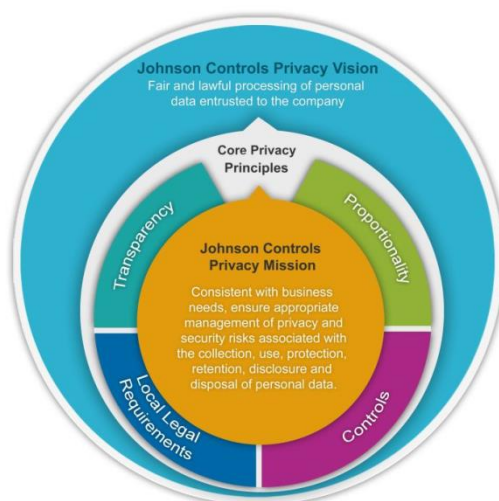 Johnson Controls Privacy Vision
Fair and lawful processing of personal
data entrusted to the company
Core Privacy
Principles
Transparency
Proportionality
Johnson Controls
Privacy Mission
Consistent with business
needs, ensure appropriate
management of privacy and
security risks associated with
the collection, use, protection,
retention, disclosure and
disposal of personal data.
Local Legal
Requirements
Controls